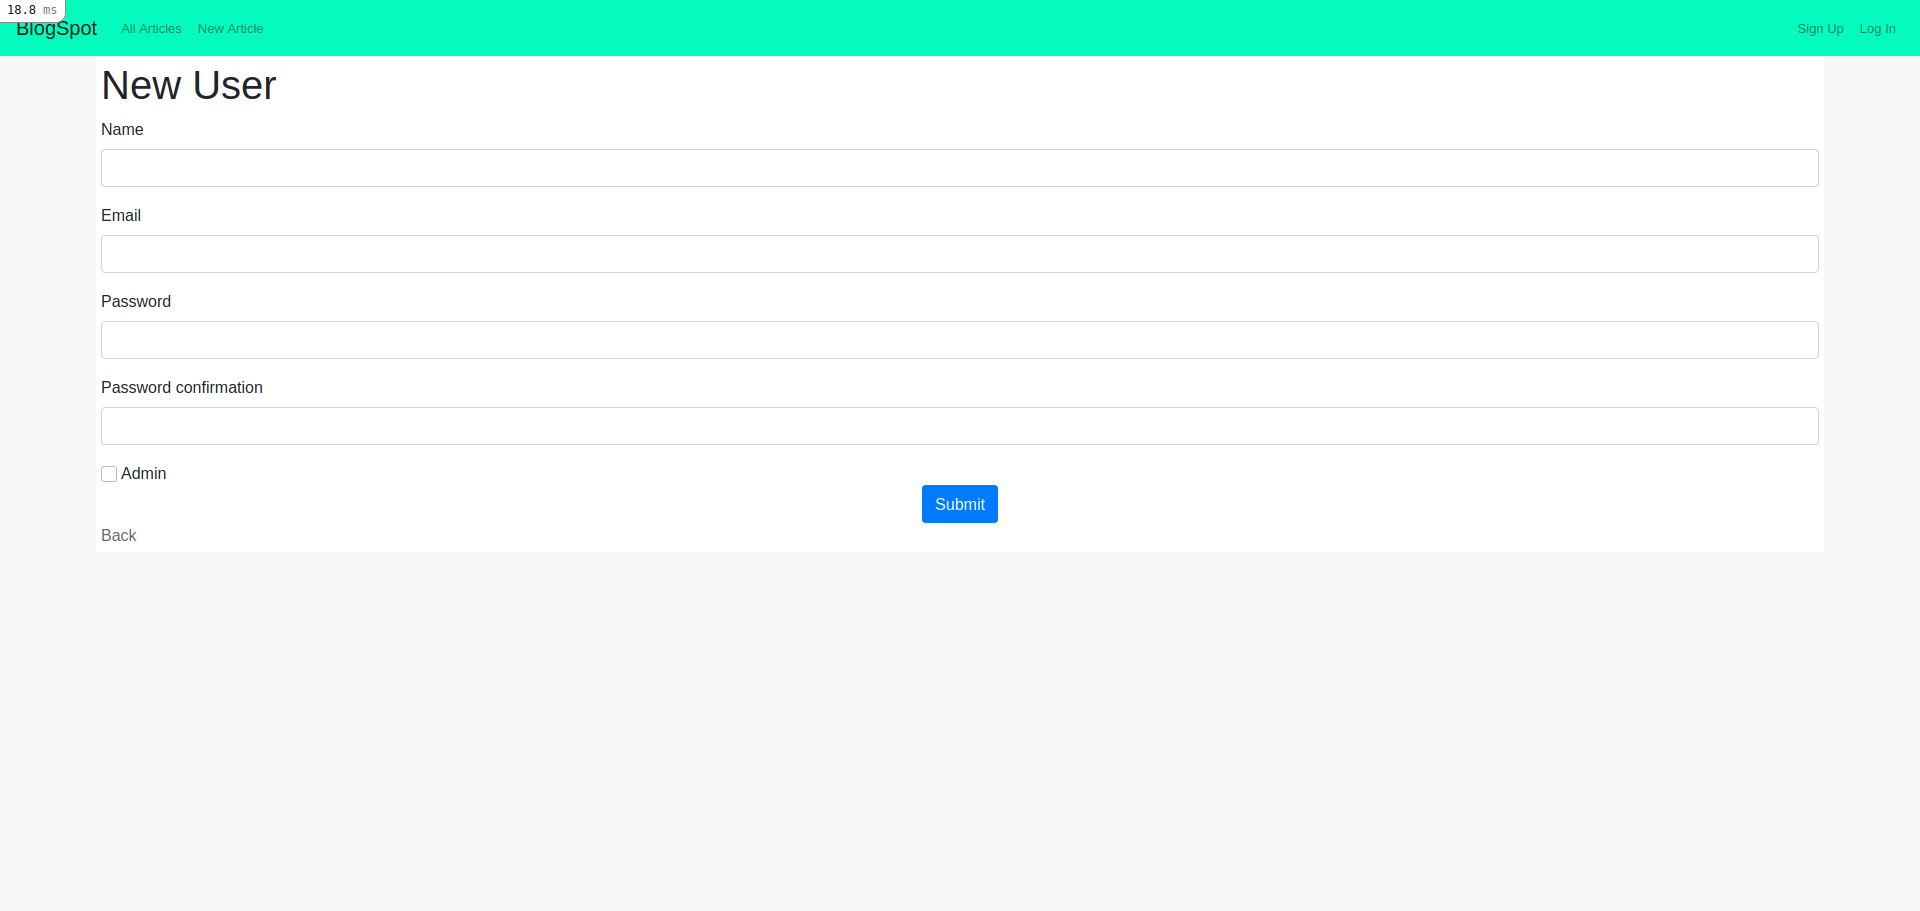 18.8 ms
BlogSpot All Articles New Article Sign Up Log In
New User
Name
Email
Password
Password confirmation
Admin
Submit
Back